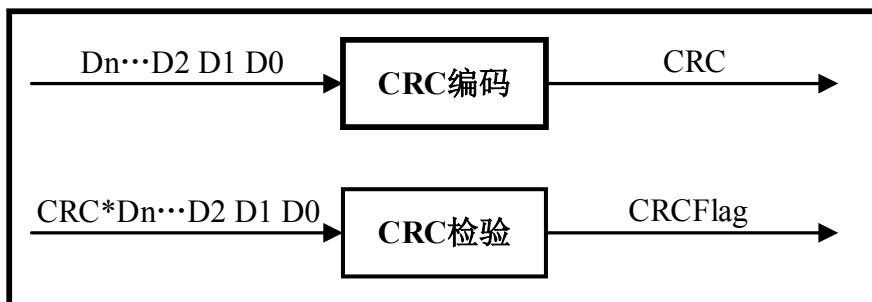 Dn···D2 D1 D0
CRC编码
CRC
CRC*Dn···D2 D1 D0
CRC检验
CRCFlag